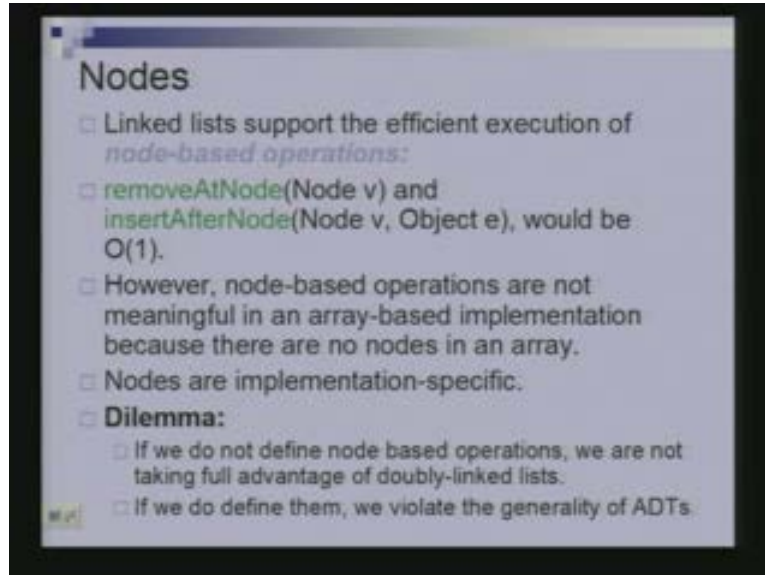 Nodes
Linked lists support the efficient execution of
node-based operations:
removeAtNode(Node v) and
insertAfterNode(Node v, Object e), would be
O(1).
However, node-based operations are not
meaningful in an array-based implementation
because there are no nodes in an array.
Nodes are implementation-specific.
Dilemma:
If we do not define node based operations, we are not
taking full advantage of doubly-linked lists.
If we do define them, we violate the generality of ADTs